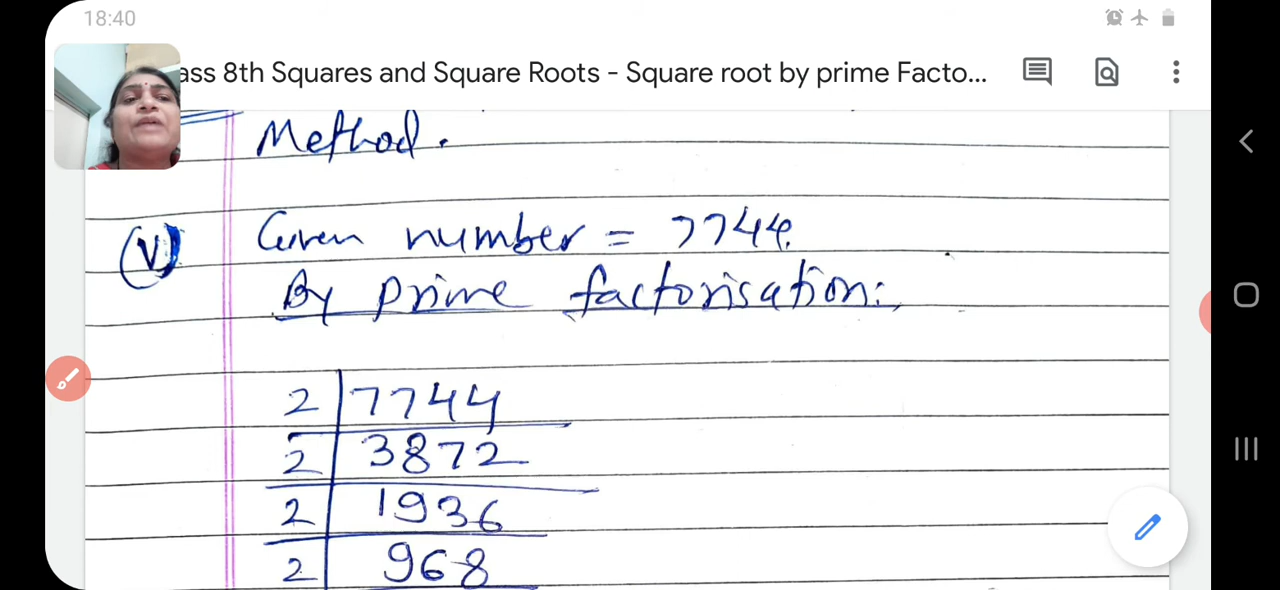 18:40
ass 8th Squares and Square Roots - Square root by prime Facto...
Method.
(V) Given number = 7744.
By prime factorisation:
2 | 7744
2 | 3872
2 | 1936
2 | 968